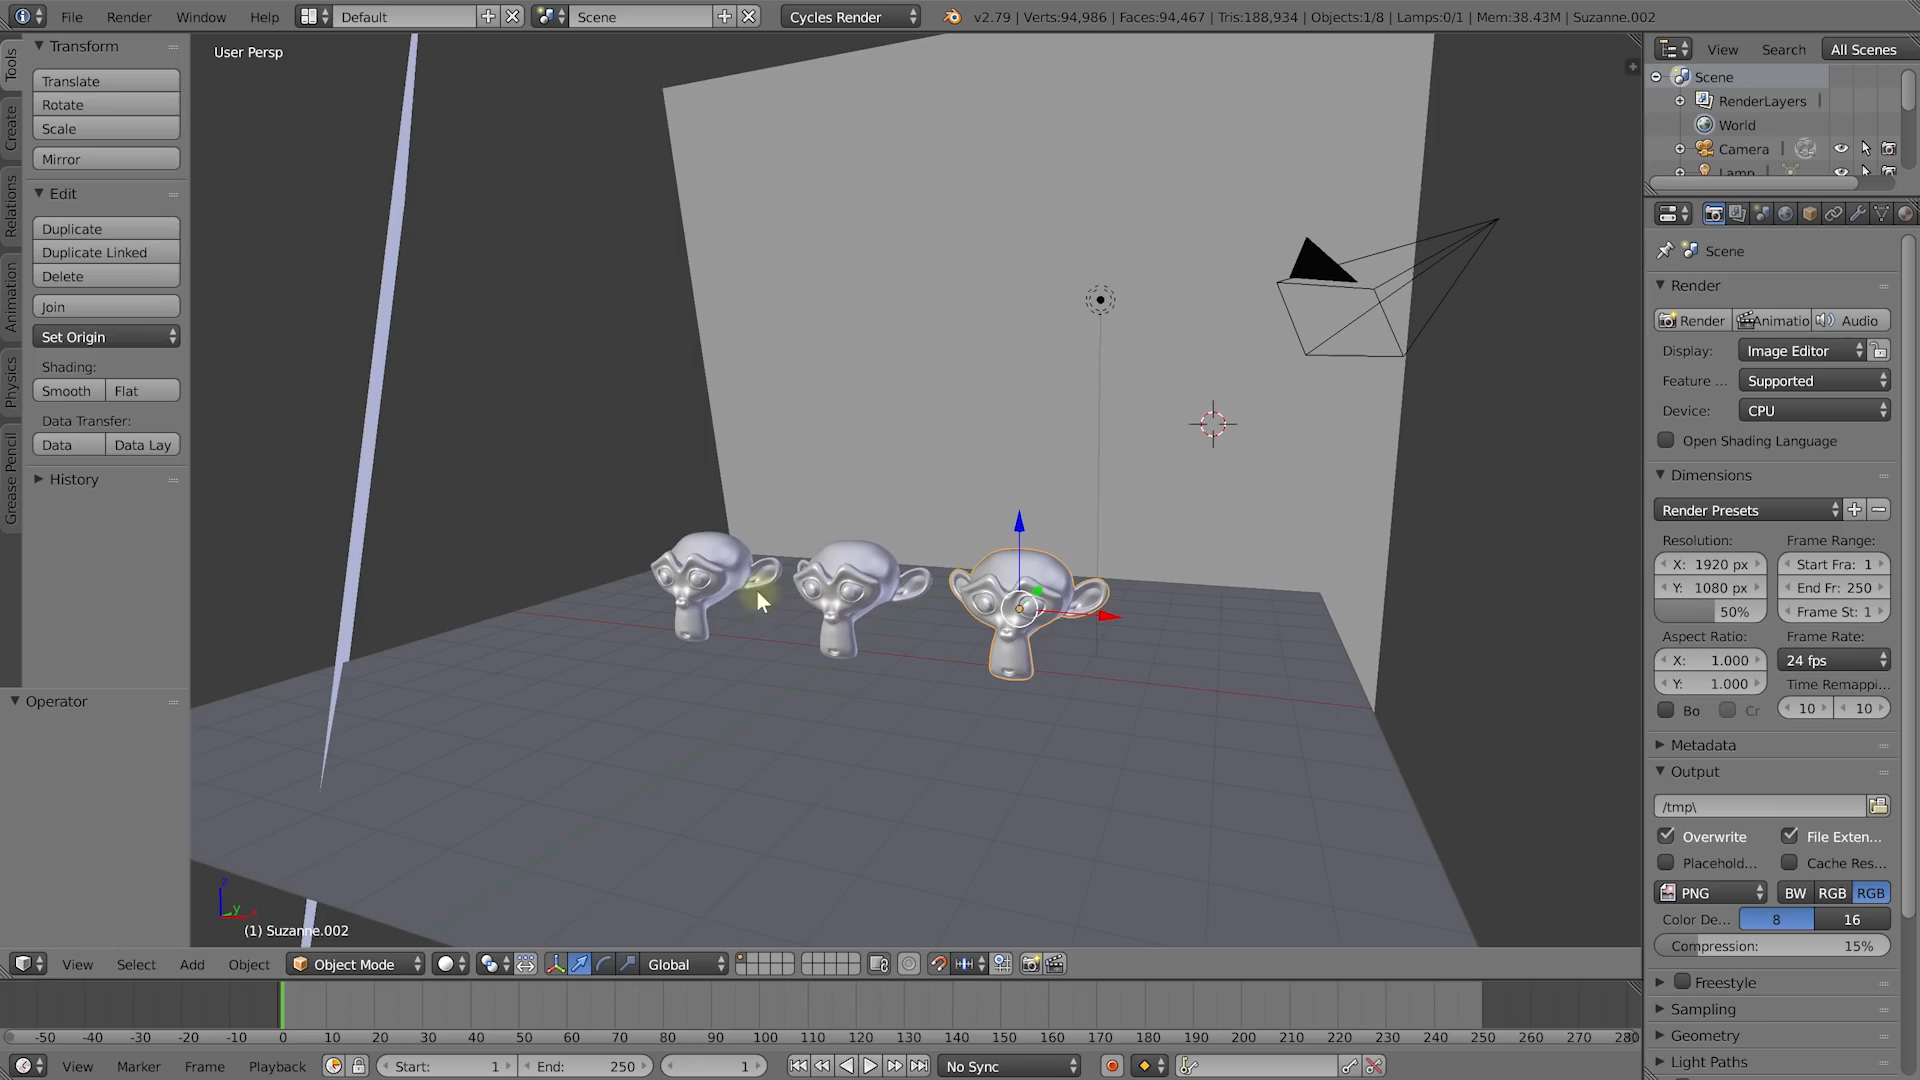 File Render Window Help Default Scene Cycles Render v2.79 | Verts:94,986 | Faces:94,467 | Tris:188,934 | Objects:1/8 | Lamps:0/1 | Mem:38.43M | Suzanne.002
Tools
Create
Relations
Animation
Physics
Grease Pencil
Transform
Translate
Rotate
Scale
Mirror
Edit
Duplicate
Duplicate Linked
Delete
Join
Set Origin
Shading:
Smooth Flat
Data Transfer:
Data Data Lay
History
Operator
User Persp
z
y x
(1) Suzanne.002
View Search All Scenes
Scene
RenderLayers
World
Camera
Lamp
Scene
Render
Render Animatio Audio
Display: Image Editor
Feature ... Supported
Device: CPU
Open Shading Language
Dimensions
Render Presets
Resolution: Frame Range:
X: 1920 px Start Fra: 1
Y: 1080 px End Fr: 250
50% Frame St: 1
Aspect Ratio: Frame Rate:
X: 1.000 24 fps
Y: 1.000 Time Remappi...
Bo Cr 10 10
Metadata
Output
/tmp\
Overwrite File Exten...
Placehold... Cache Res...
PNG BW RGB RGB
Color De... 8 16
Compression: 15%
Freestyle
Sampling
Geometry
Light Paths
View Select Add Object Object Mode Global
-50 -40 -30 -20 -10 0 10 20 30 40 50 60 70 80 90 100 110 120 130 140 150 160 170 180 190 200 210 220 230 240 250 260 270 280
View Marker Frame Playback Start: 1 End: 250 1 No Sync